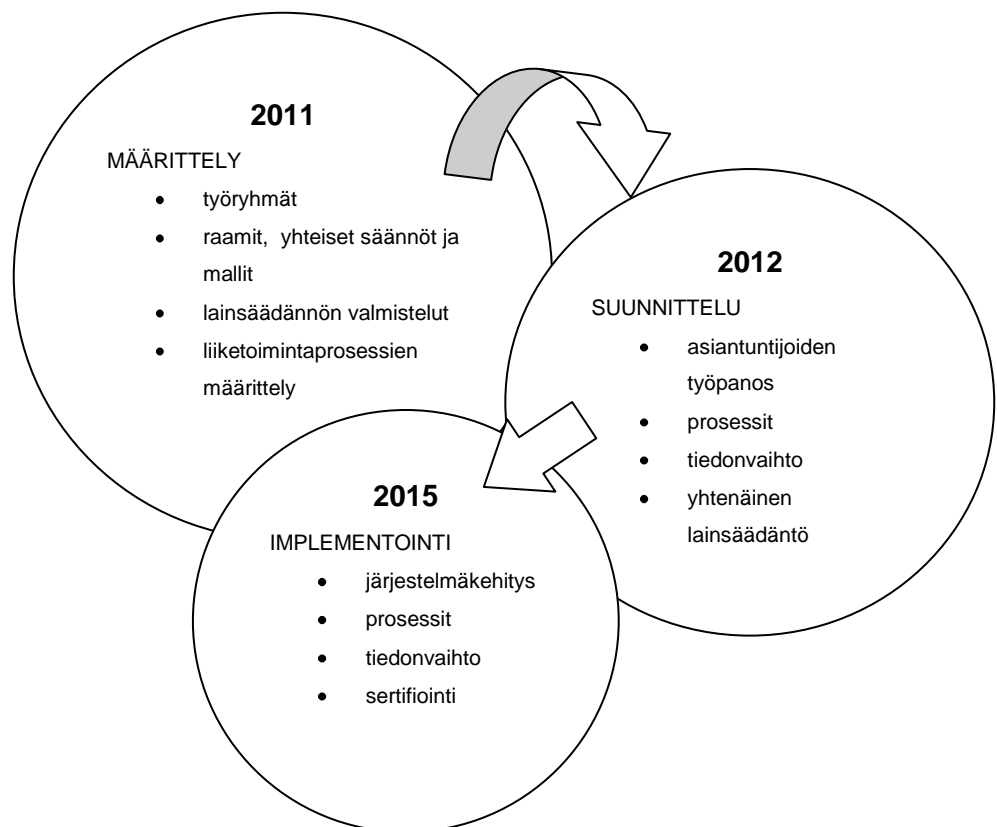 2011
MÄÄRITTELY
• työryhmät
• raamit, yhteiset säännöt ja
mallit
• lainsäädännön valmistelut
• liiketoimintaprosessien
määrittely
2012
SUUNNITTELU
• asiantuntijoiden
työpanos
• prosessit
• tiedonvaihto
• yhtenäinen
lainsäädäntö
2015
IMPLEMENTOINTI
• järjestelmäkehitys
• prosessit
• tiedonvaihto
• sertifiointi